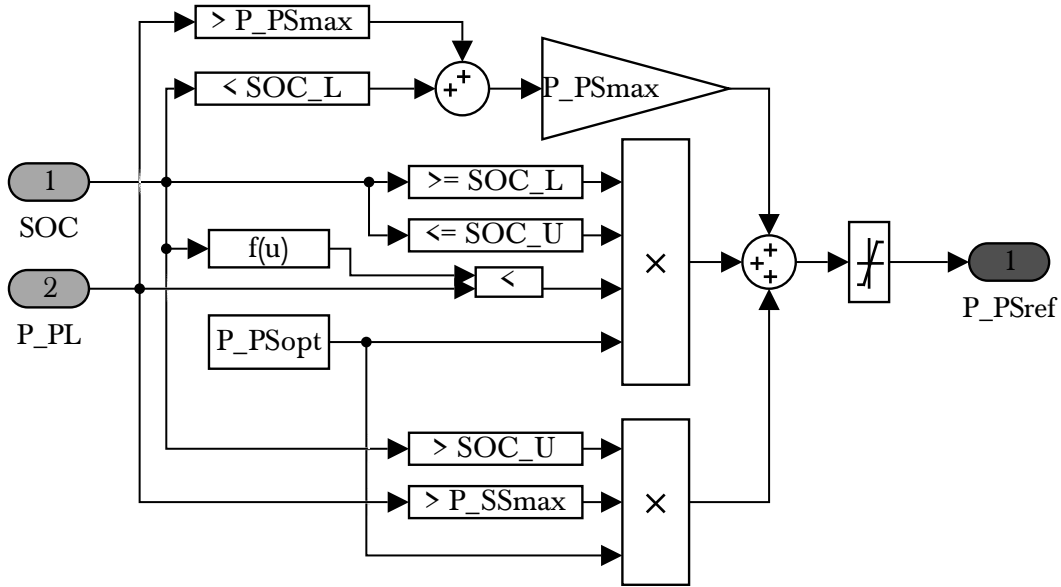 > P_PSmax
< SOC_L
+
+
P_PSmax
1
SOC
>= SOC_L
<= SOC_U
f(u)
<
2
P_PL
P_PSopt
×
+
+
+
1
P_PSref
> SOC_U
> P_SSmax
×